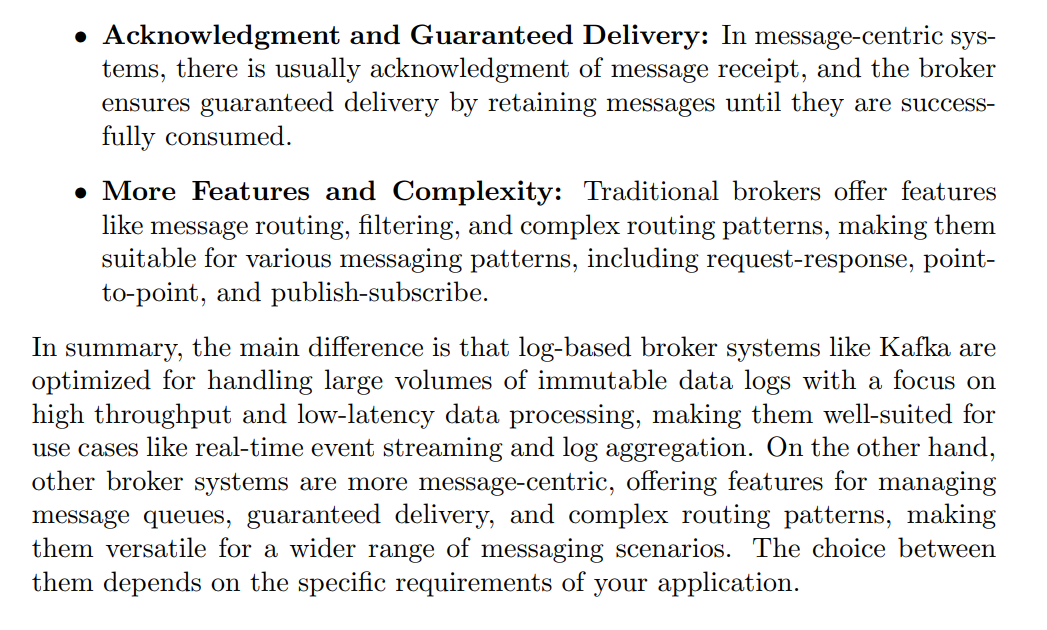 • Acknowledgment and Guaranteed Delivery: In message-centric sys-
tems, there is usually acknowledgment of message receipt, and the broker
ensures guaranteed delivery by retaining messages until they are success-
fully consumed.
• More Features and Complexity: Traditional brokers offer features
like message routing, filtering, and complex routing patterns, making them
suitable for various messaging patterns, including request-response, point-
to-point, and publish-subscribe.
In summary, the main difference is that log-based broker systems like Kafka are
optimized for handling large volumes of immutable data logs with a focus on
high throughput and low-latency data processing, making them well-suited for
use cases like real-time event streaming and log aggregation. On the other hand,
other broker systems are more message-centric, offering features for managing
message queues, guaranteed delivery, and complex routing patterns, making
them versatile for a wider range of messaging scenarios. The choice between
them depends on the specific requirements of your application.